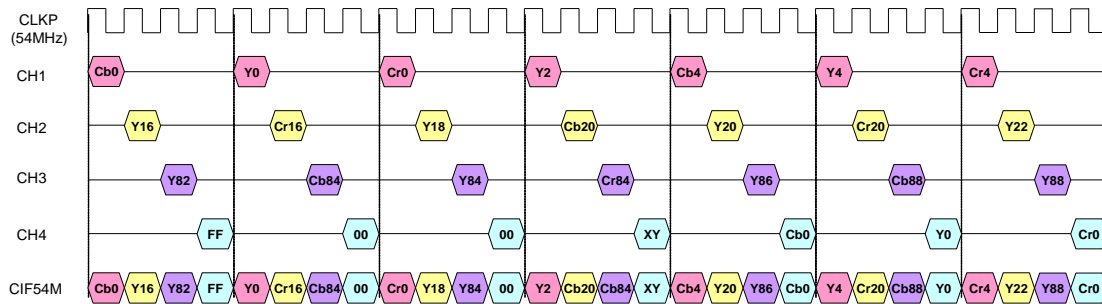 CLKP
(54MHz)
CH1 Cb0 Y0 Cr0 Y2 Cb4 Y4 Cr4
CH2 Y16 Cr16 Y18 Cb20 Y20 Cr20 Y22
CH3 Y82 Cb84 Y84 Cr84 Y86 Cb88 Y88
CH4 FF 00 00 XY Cb0 Y0 Cr0
CIF54M Cb0 Y16 Y82 FF Y0 Cr16 Cb84 00 Cr0 Y18 Y84 00 Y2 Cb20 Cb84 XY Cb4 Y20 Y86 Cb0 Y4 Cr20 Cb88 Y0 Cr4 Y22 Y88 Cr0